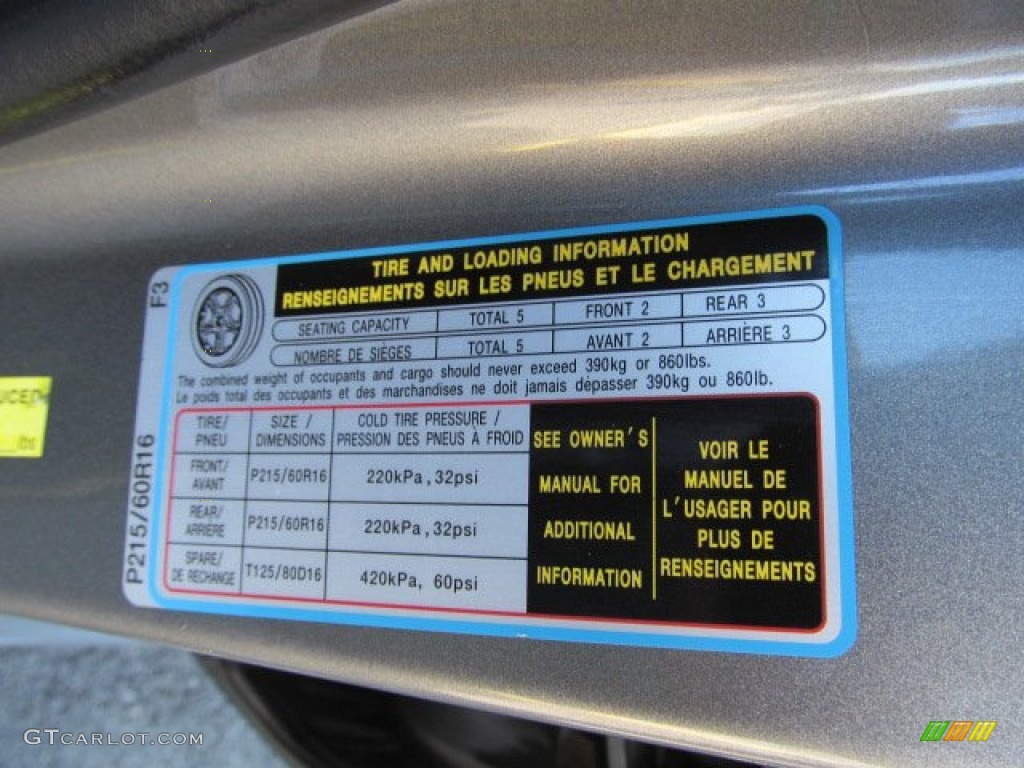 TIRE AND LOADING INFORMATION
RENSEIGNEMENTS SUR LES PNEUS ET LE CHARGEMENT
SEATING CAPACITY TOTAL 5 FRONT 2 REAR 3
NOMBRE DE SIÈGES TOTAL 5 AVANT 2 ARRIÈRE 3
The combined weight of occupants and cargo should never exceed 390kg or 860lbs.
Le poids total des occupants et des marchandises ne doit jamais dépasser 390kg ou 860lb.
TIRE/ SIZE / COLD TIRE PRESSURE /
PNEU DIMENSIONS PRESSION DES PNEUS À FROID
FRONT/
AVANT P215/60R16 220kPa, 32psi
REAR/
ARRIÈRE P215/60R16 220kPa, 32psi
SPARE/
DE RECHANGE T125/80D16 420kPa, 60psi
SEE OWNER'S
MANUAL FOR
ADDITIONAL
INFORMATION
VOIR LE
MANUEL DE
L'USAGER POUR
PLUS DE
RENSEIGNEMENTS
P215/60R16 F3
lbs
GTCARLOT.COM